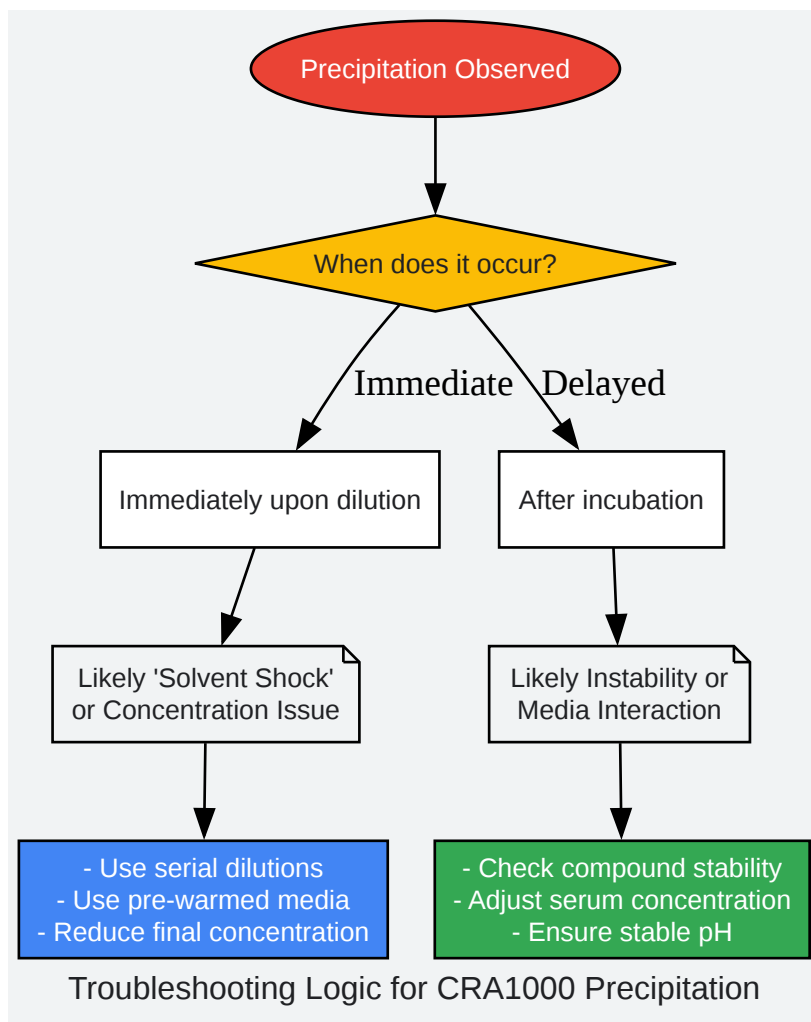 Precipitation Observed
When does it occur?
Immediate
Delayed
Immediately upon dilution
After incubation
Likely 'Solvent Shock'
or Concentration Issue
Likely Instability or
Media Interaction
- Use serial dilutions
- Use pre-warmed media
- Reduce final concentration
- Check compound stability
- Adjust serum concentration
- Ensure stable pH
Troubleshooting Logic for CRA1000 Precipitation